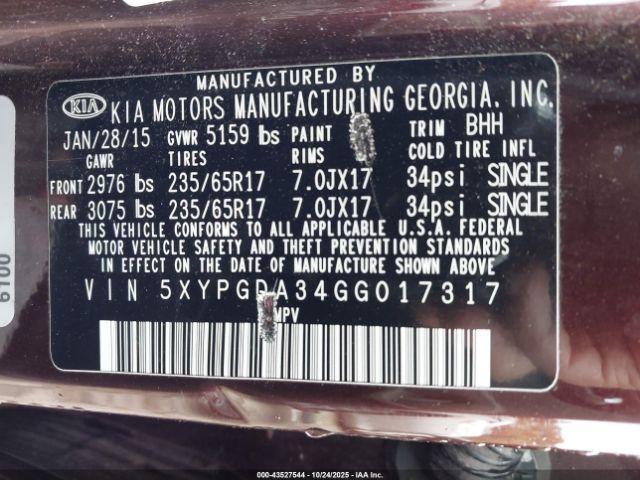 MANUFACTURED BY
KIA KIA MOTORS MANUFACTURING GEORGIA, INC.
JAN/28/15 GVWR 5159 lbs PAINT TRIM BHH
GAWR TIRES RIMS COLD TIRE INFL
FRONT 2976 lbs 235/65R17 7.0JX17 34psi SINGLE
REAR 3075 lbs 235/65R17 7.0JX17 34psi SINGLE
THIS VEHICLE CONFORMS TO ALL APPLICABLE U.S.A. FEDERAL
MOTOR VEHICLE SAFETY AND THEFT PREVENTION STANDARDS
IN EFFECT ON THE DATE OF MANUFACTURE SHOWN ABOVE
VIN 5XYPGDA34GG017317
MPV
6100
000-43527544 - 10/24/2025 - IAA Inc.